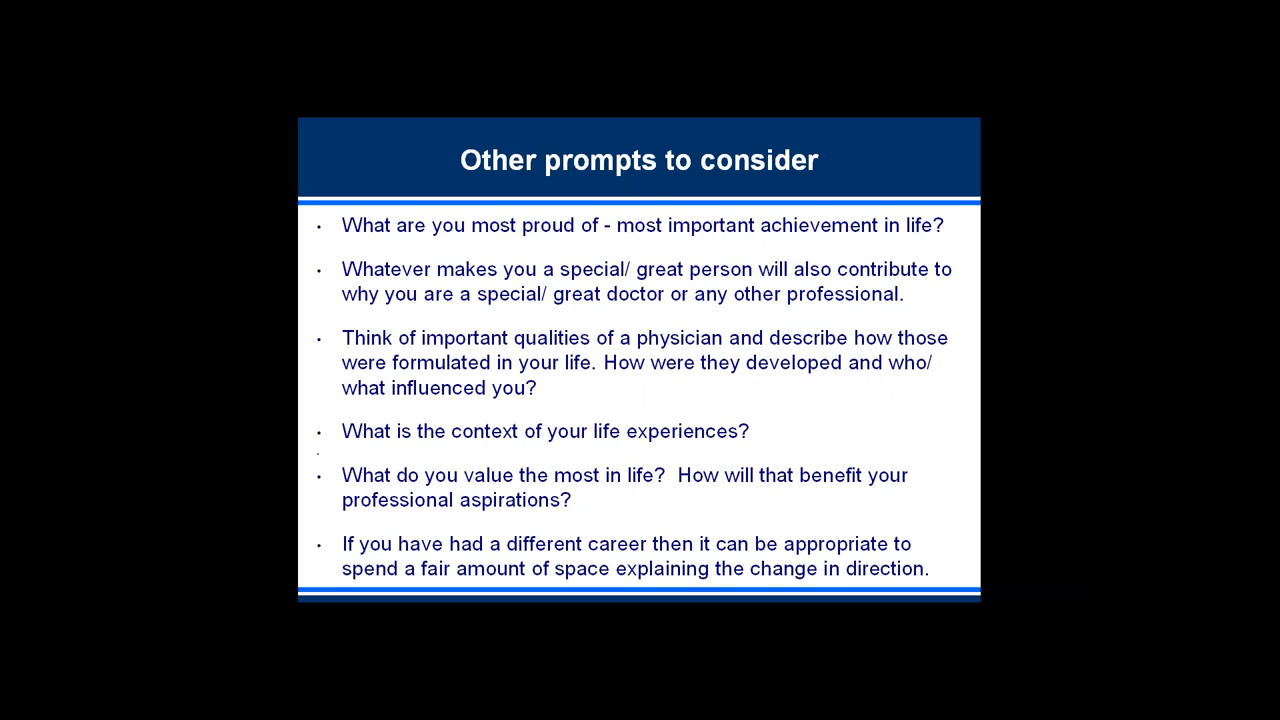 Other prompts to consider
• What are you most proud of - most important achievement in life?
• Whatever makes you a special/ great person will also contribute to
why you are a special/ great doctor or any other professional.
• Think of important qualities of a physician and describe how those
were formulated in your life. How were they developed and who/
what influenced you?
• What is the context of your life experiences?
•
• What do you value the most in life?  How will that benefit your
professional aspirations?
• If you have had a different career then it can be appropriate to
spend a fair amount of space explaining the change in direction.